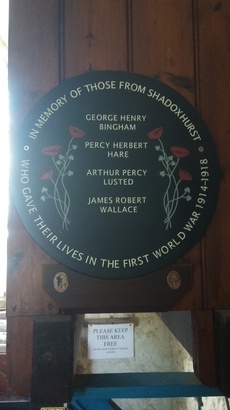 IN MEMORY OF THOSE FROM SHADOXHURST
GEORGE HENRY
BINGHAM
PERCY HERBERT
HARE
ARTHUR PERCY
LUSTED
JAMES ROBERT
WALLACE
WHO GAVE THEIR LIVES IN THE FIRST WORLD WAR 1914-1918
PLEASE KEEP
THIS AREA
FREE